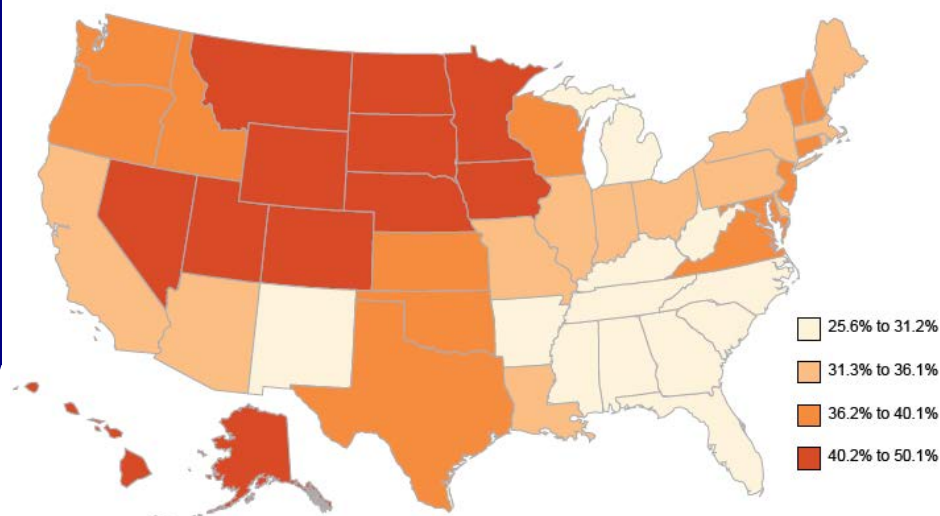 25.6% to 31.2%
31.3% to 36.1%
36.2% to 40.1%
40.2% to 50.1%